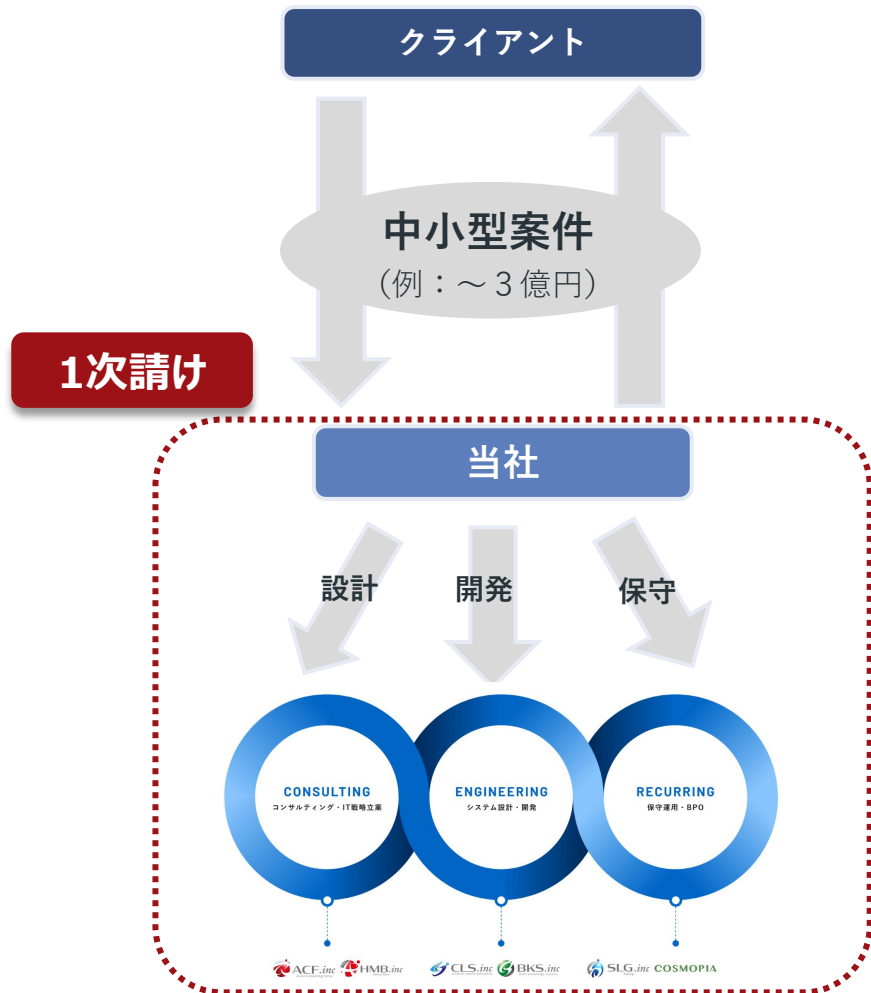 クライアント
中小型案件
（例：～３億円）
1次請け
当社
設計
開発
保守
CONSULTING
コンサルティング・IT戦略立案
ENGINEERING
システム設計・開発
RECURRING
保守運用・BPO
ACF.inc
HMB.inc
CLS.inc
BKS.inc
SLG.inc
COSMOPIA